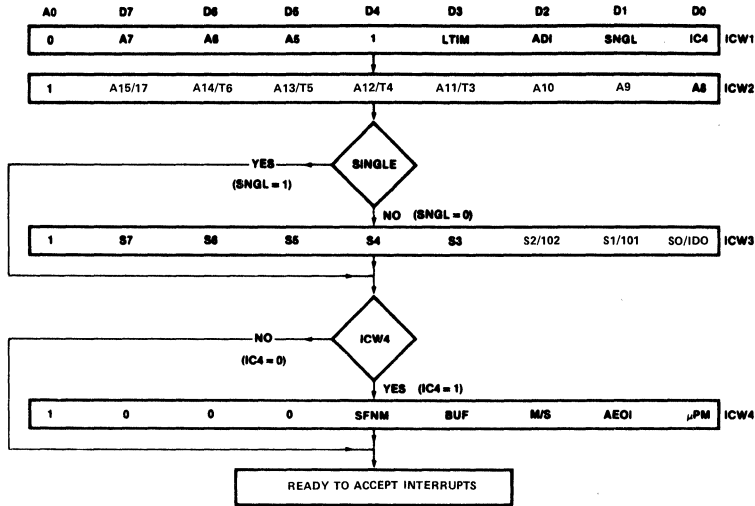 A0 D7 D6 D5 D4 D3 D2 D1 D0
0 A7 A6 A5 1 LTIM ADI SNGL IC4 ICW1
1 A15/17 A14/T6 A13/T5 A12/T4 A11/T3 A10 A9 A8 ICW2
YES
(SNGL = 1)
SINGLE
NO (SNGL = 0)
1 S7 S6 S5 S4 S3 S2/102 S1/101 SO/IDO ICW3
NO
(IC4 = 0)
ICW4
YES (IC4 = 1)
1 0 0 0 SFNM BUF M/S AEOI μPM ICW4
READY TO ACCEPT INTERRUPTS